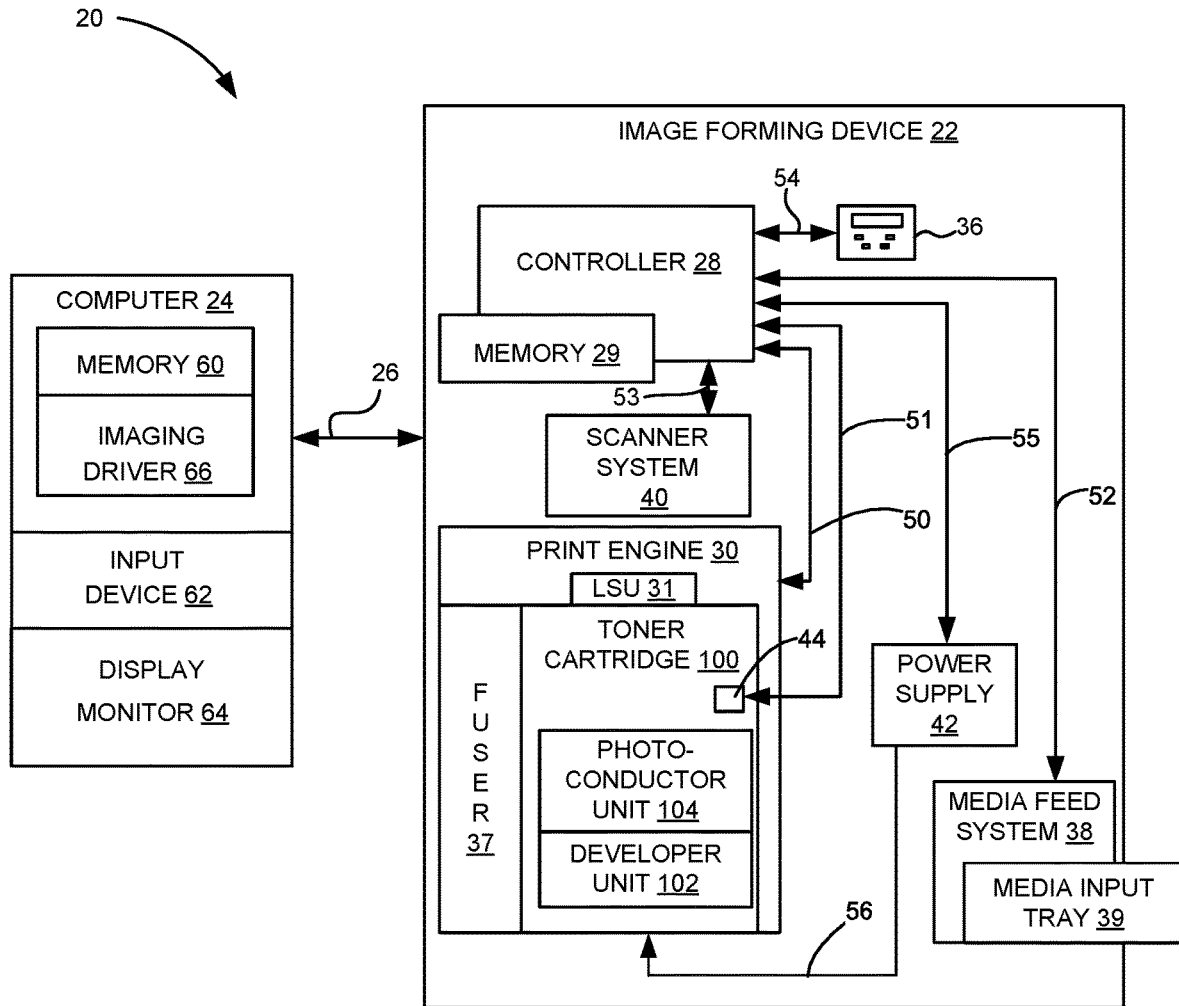 20
IMAGE FORMING DEVICE 22
54
36
CONTROLLER 28
MEMORY 29
53
COMPUTER 24
MEMORY 60
IMAGING
DRIVER 66
INPUT
DEVICE 62
DISPLAY
MONITOR 64
26
SCANNER
SYSTEM
40
51
55
52
50
PRINT ENGINE 30
LSU 31
TONER
CARTRIDGE 100
44
F
U
S
E
R
37
PHOTO-
CONDUCTOR
UNIT 104
DEVELOPER
UNIT 102
POWER
SUPPLY
42
MEDIA FEED
SYSTEM 38
MEDIA INPUT
TRAY 39
56